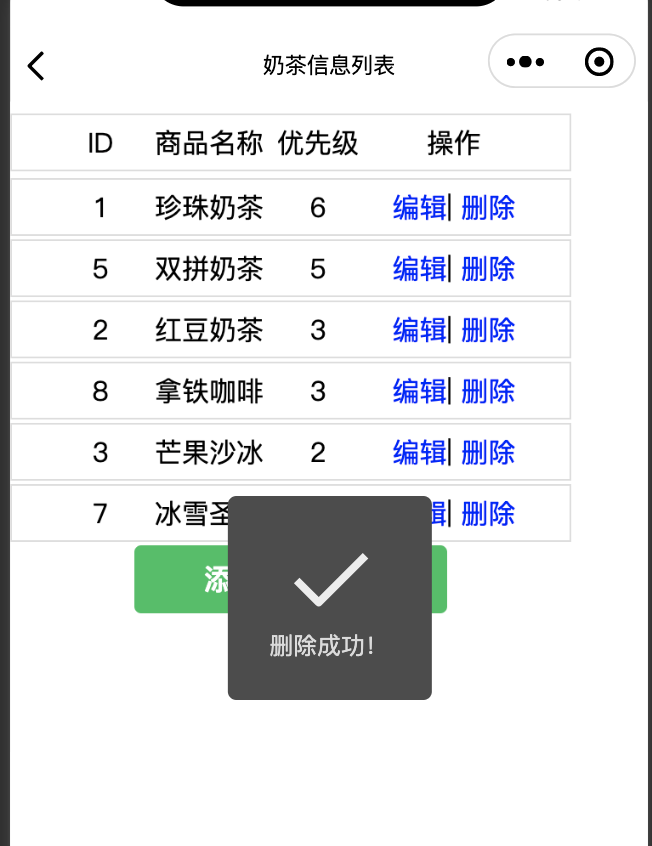 奶茶信息列表
ID 商品名称 优先级 操作
1 珍珠奶茶 6 编辑| 删除
5 双拼奶茶 5 编辑| 删除
2 红豆奶茶 3 编辑| 删除
8 拿铁咖啡 3 编辑| 删除
3 芒果沙冰 2 编辑| 删除
7 冰雪圣 辑| 删除
添
删除成功!